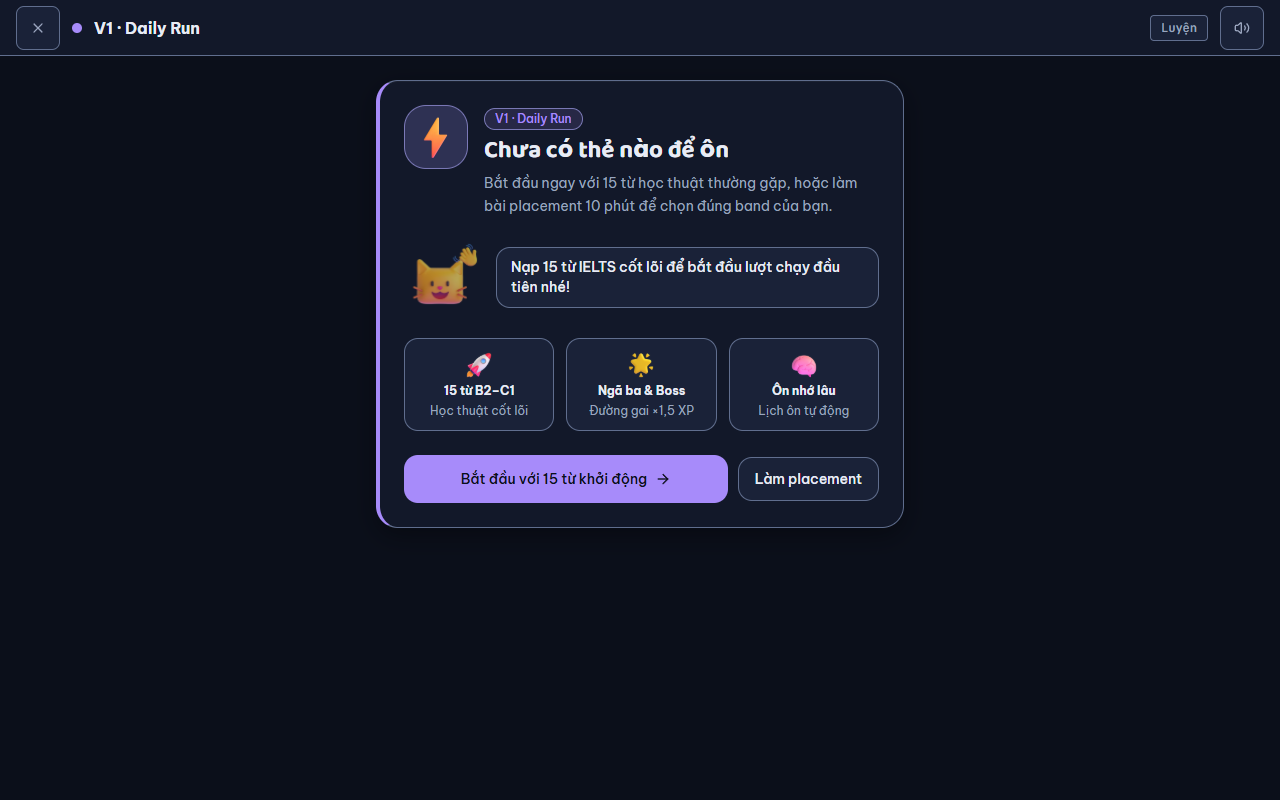 V1 · Daily Run
Luyện
V1 · Daily Run
Chưa có thẻ nào để ôn
Bắt đầu ngay với 15 từ học thuật thường gặp, hoặc làm
bài placement 10 phút để chọn đúng band của bạn.
Nạp 15 từ IELTS cốt lõi để bắt đầu lượt chạy đầu
tiên nhé!
15 từ B2–C1
Học thuật cốt lõi
Ngã ba & Boss
Đường gai ×1,5 XP
Ôn nhớ lâu
Lịch ôn tự động
Bắt đầu với 15 từ khởi động →
Làm placement